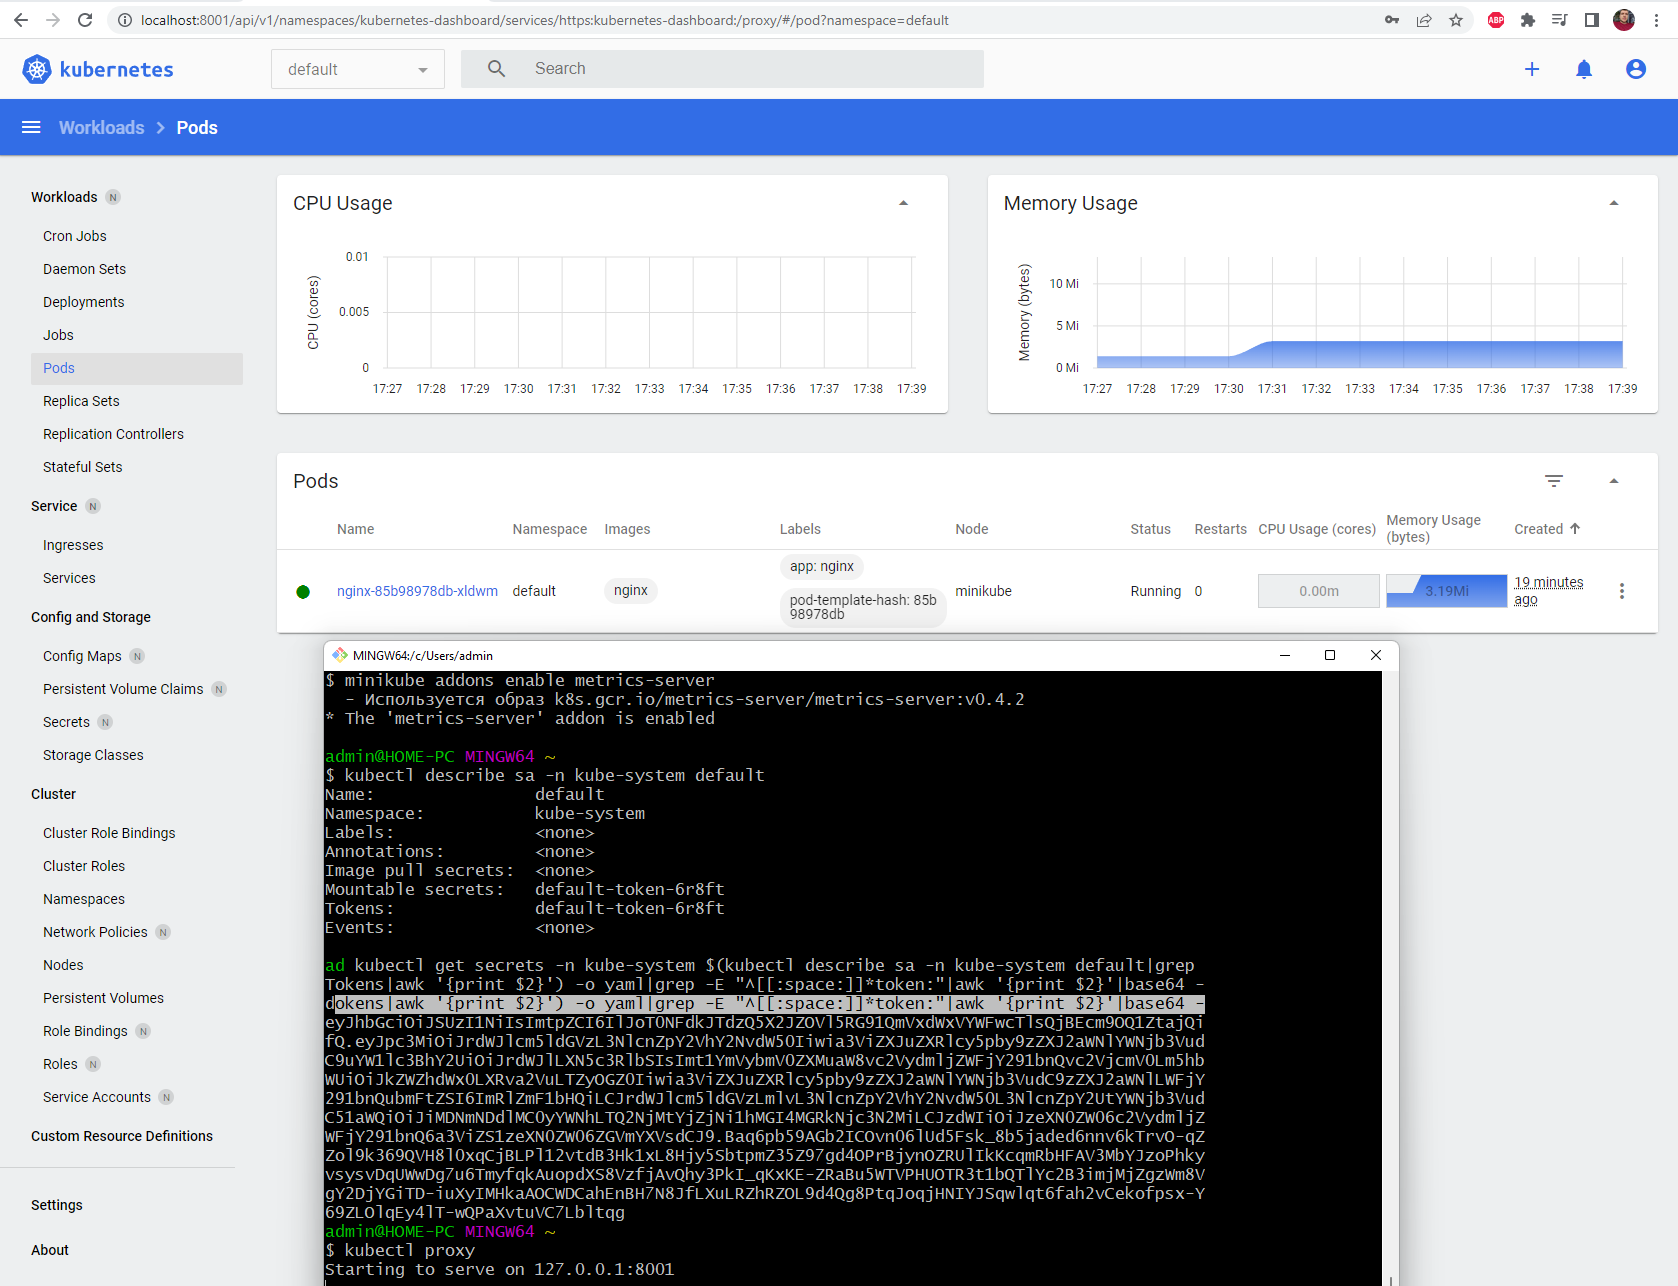 localhost:8001/api/v1/namespaces/kubernetes-dashboard/services/https:kubernetes-dashboard:/proxy/#/pod?namespace=default
ABP
kubernetes
default
Search
Workloads > Pods
Workloads N
Cron Jobs
Daemon Sets
Deployments
Jobs
Pods
Replica Sets
Replication Controllers
Stateful Sets
Service N
Ingresses
Services
Config and Storage
Config Maps N
Persistent Volume Claims N
Secrets N
Storage Classes
Cluster
Cluster Role Bindings
Cluster Roles
Namespaces
Network Policies N
Nodes
Persistent Volumes
Role Bindings N
Roles N
Service Accounts N
Custom Resource Definitions
Settings
About
CPU Usage
CPU (cores)
0.01
0.005
0
17:27 17:28 17:29 17:30 17:31 17:32 17:33 17:34 17:35 17:36 17:37 17:38 17:39
Memory Usage
Memory (bytes)
10 Mi
5 Mi
0 Mi
17:27 17:28 17:29 17:30 17:31 17:32 17:33 17:34 17:35 17:36 17:37 17:38 17:39
Pods
Name Namespace Images Labels Node Status Restarts CPU Usage (cores) Memory Usage (bytes) Created
nginx-85b98978db-xldwm default nginx
app: nginx
pod-template-hash: 85b
98978db
minikube Running 0 0.00m 3.19Mi
19 minutes
ago
MINGW64:/c/Users/admin
$ minikube addons enable metrics-server
- Используется образ k8s.gcr.io/metrics-server/metrics-server:v0.4.2
* The 'metrics-server' addon is enabled
admin@HOME-PC MINGW64 ~
$ kubectl describe sa -n kube-system default
Name: default
Namespace: kube-system
Labels: <none>
Annotations: <none>
Image pull secrets: <none>
Mountable secrets: default-token-6r8ft
Tokens: default-token-6r8ft
Events: <none>
ad kubectl get secrets -n kube-system $(kubectl describe sa -n kube-system default|grep
Tokens|awk '{print $2}') -o yaml|grep -E "^[[:space:]]*token:"|awk '{print $2}'|base64 -
dokens|awk '{print $2}') -o yaml|grep -E "^[[:space:]]*token:"|awk '{print $2}'|base64 -
admin@HOME-PC MINGW64 ~
$ kubectl proxy
Starting to serve on 127.0.0.1:8001